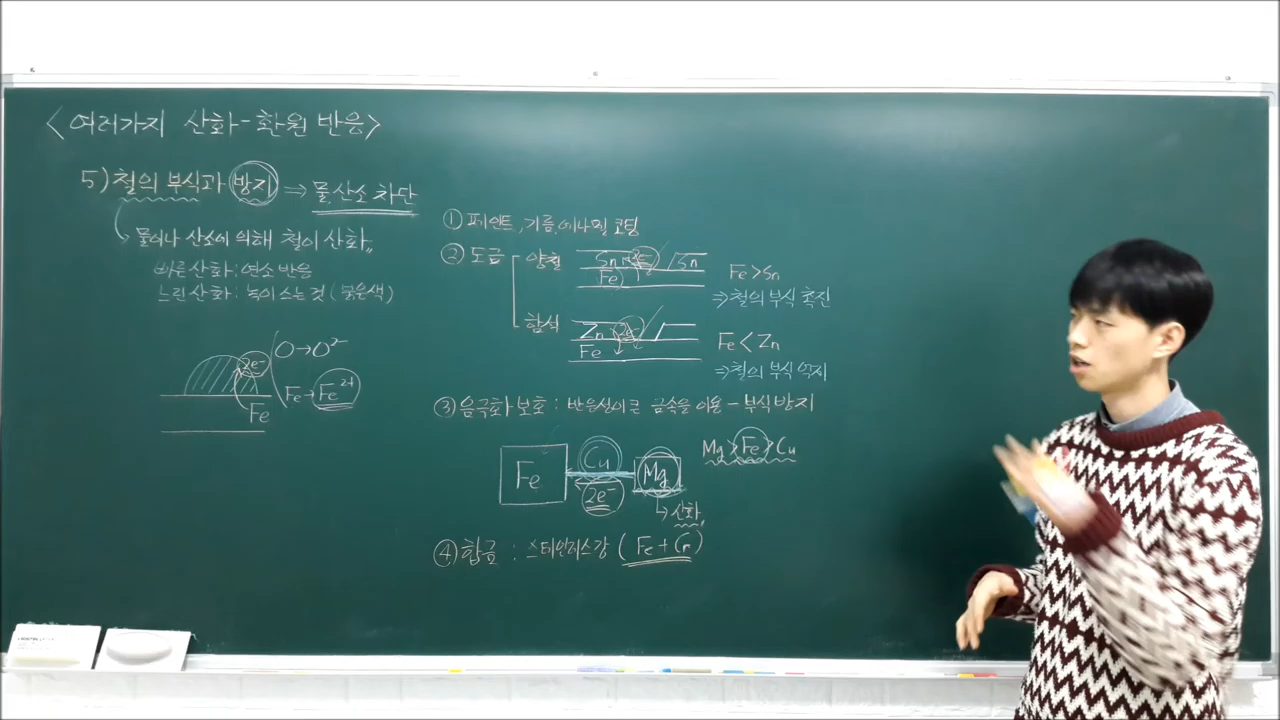 <여러가지 산화-환원 반응>
5) 철의 부식과 방지 ⇒ 물, 산소 차단
물이나 산소에 의해 철이 산화
빠른 산화 : 연소 반응
느린 산화 : 녹이 스는 것 (붉은색)
2e⁻
O → O²⁻
Fe → Fe²⁺
Fe
① 페인트, 기름, 에나멜 코팅
② 도금
양철
Sn 2e⁻ Sn
Fe
Fe > Sn
⇒ 철의 부식 촉진
함석
Zn 2e⁻
Fe
Fe < Zn
⇒ 철의 부식 억제
③ 음극화 보호 : 반응성이 큰 금속을 이용 - 부식 방지
Fe Cu Mg
2e⁻
Mg > Fe > Cu
↳ 산화
④ 합금 : 스테인리스강 (Fe + Cr)